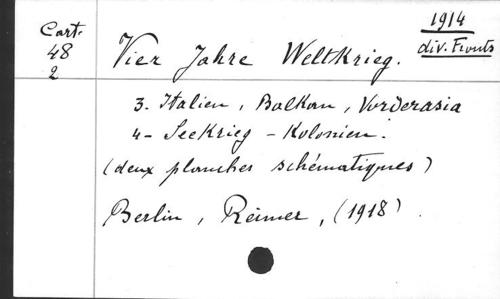 Cart.
48
2
1914
div. Fronts
Vier Jahre Weltkrieg.
3. Italien, Balkan, Vorderasia
4- Seekrieg - Kolonien.
(deux planches schématiques)
Berlin, Reimer, (1918).